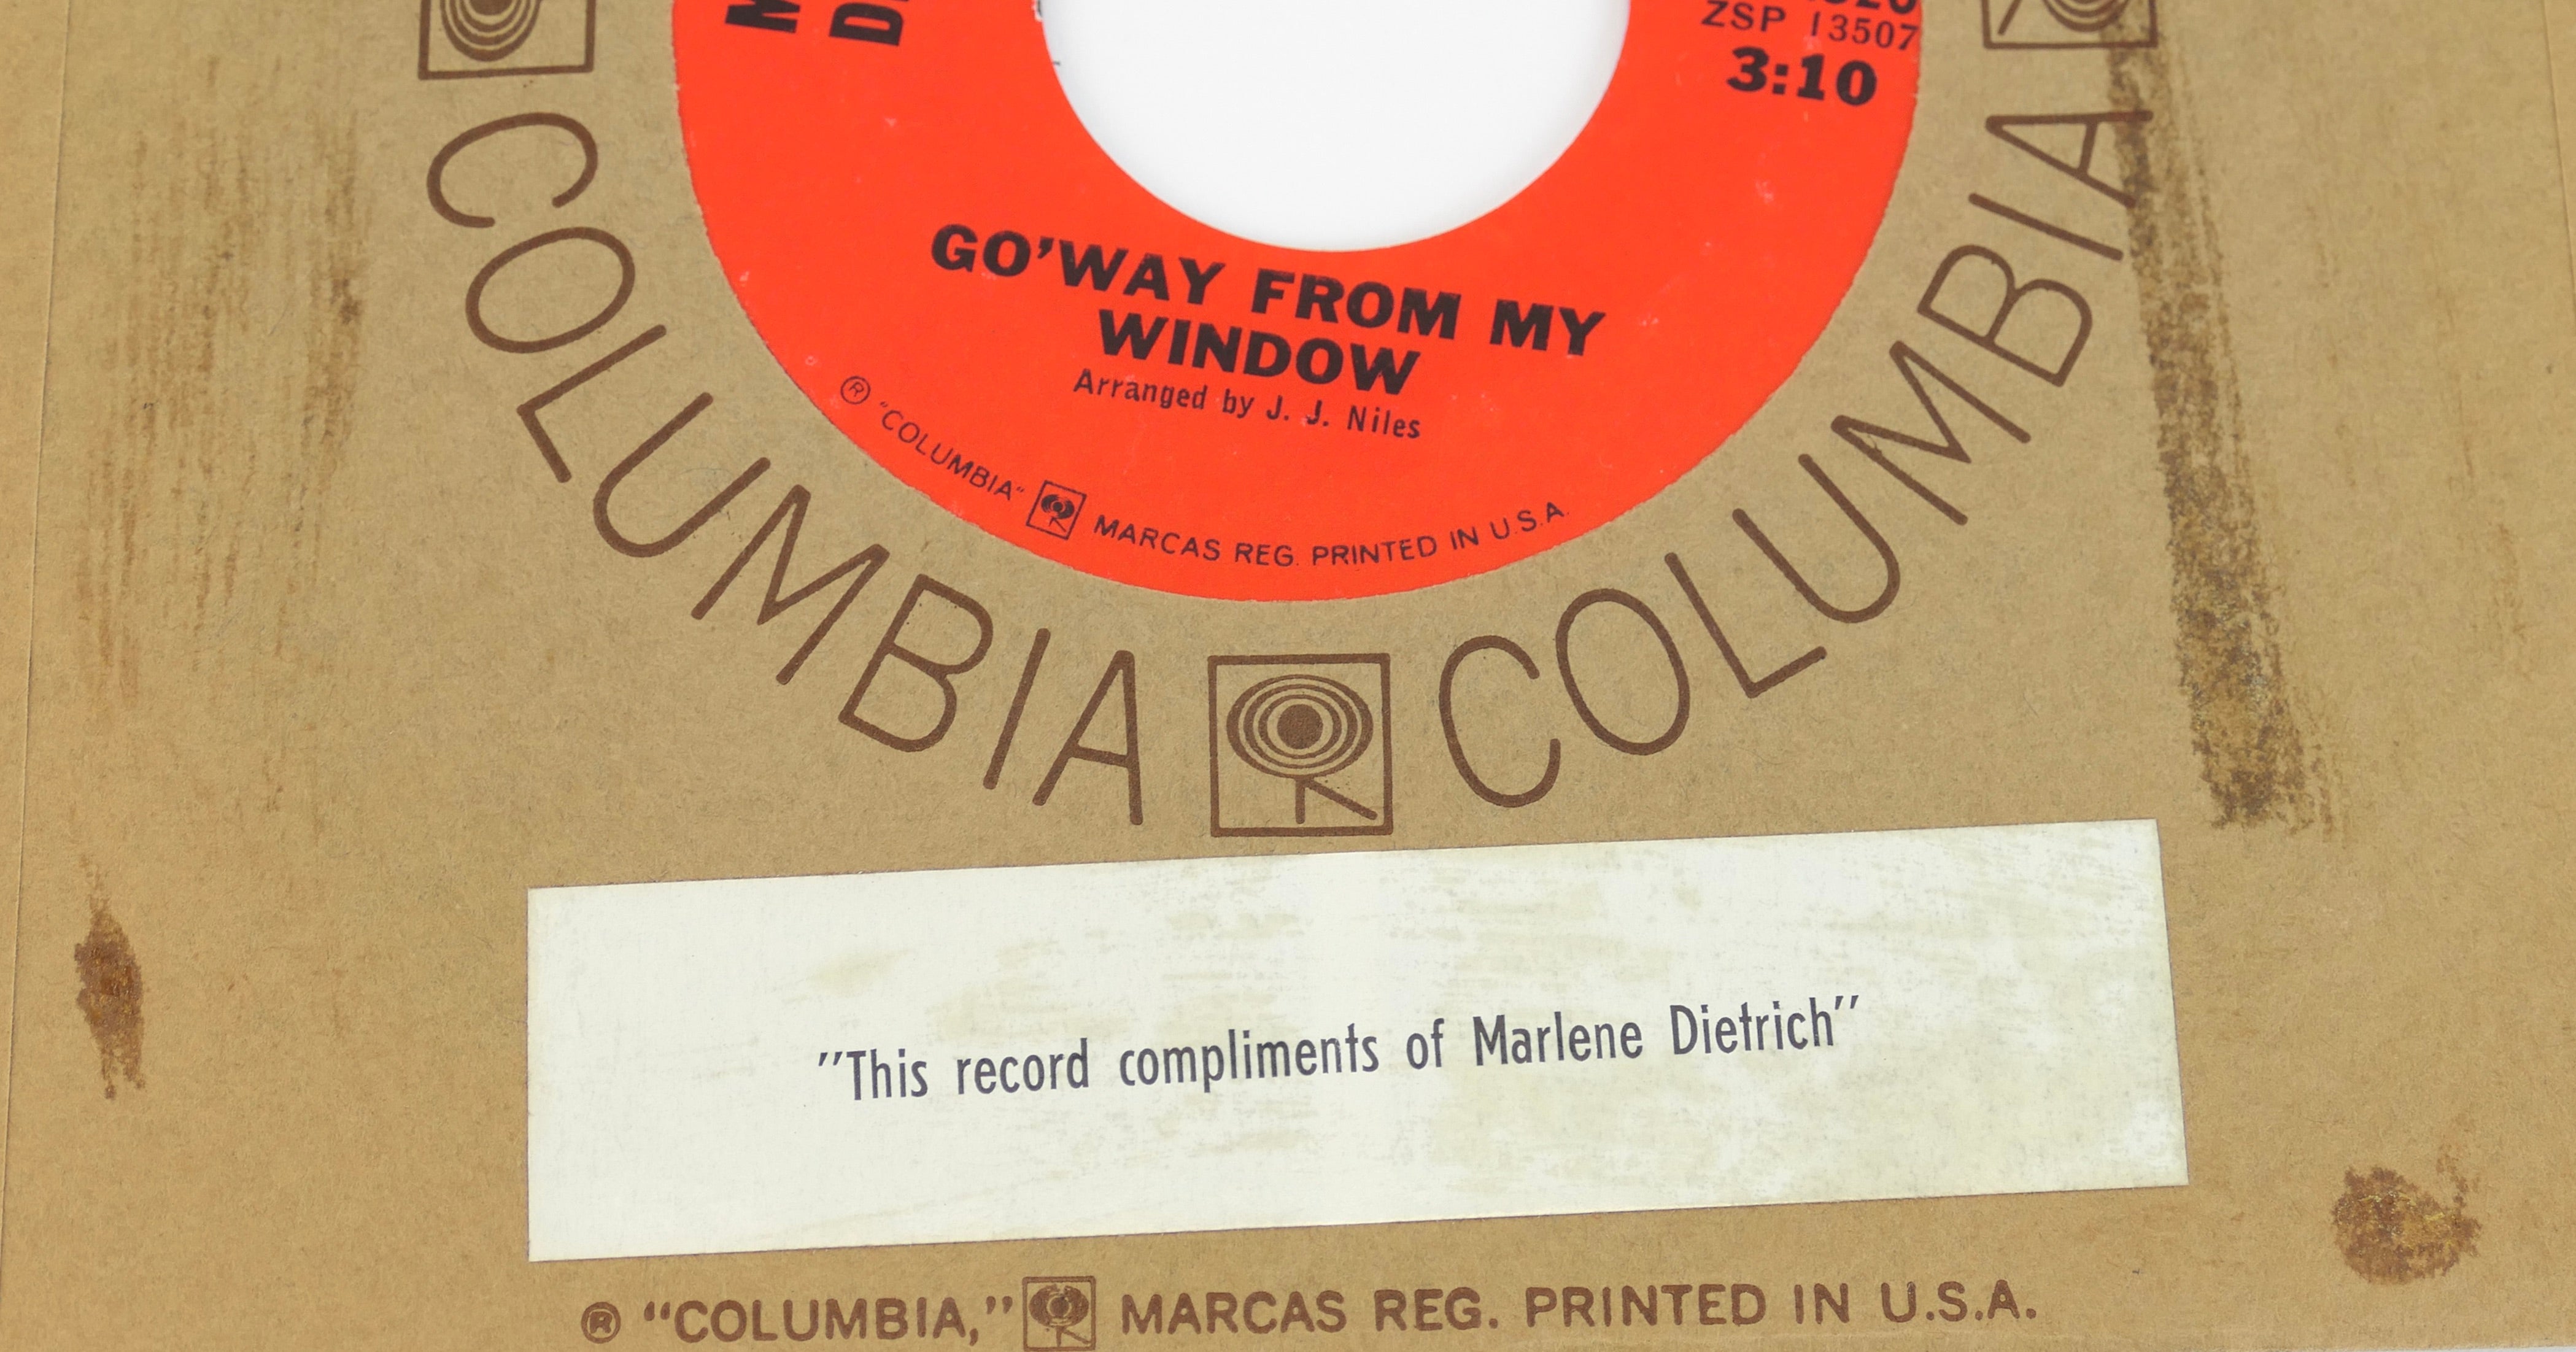 ZSP 13507
3:10
GO'WAY FROM MY
WINDOW
Arranged by J. J. Niles
® "COLUMBIA" MARCAS REG. PRINTED IN U.S.A.
COLUMBIA COLUMBIA
"This record compliments of Marlene Dietrich"
® "COLUMBIA," MARCAS REG. PRINTED IN U.S.A.